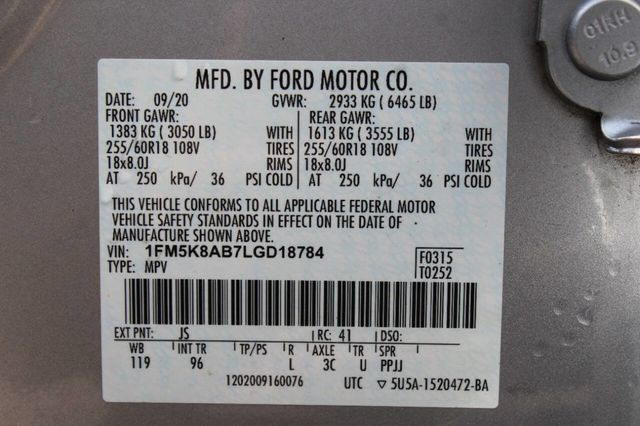 01KH
10.9
MFD. BY FORD MOTOR CO.
DATE: 09/20 GVWR: 2933 KG ( 6465 LB)
FRONT GAWR: REAR GAWR:
1383 KG ( 3050 LB) WITH 1613 KG ( 3555 LB) WITH
255/60R18 108V TIRES 255/60R18 108V TIRES
18x8.0J RIMS 18x8.0J RIMS
AT 250 kPa/ 36 PSI COLD AT 250 kPa/ 36 PSI COLD
THIS VEHICLE CONFORMS TO ALL APPLICABLE FEDERAL MOTOR
VEHICLE SAFETY STANDARDS IN EFFECT ON THE DATE OF
MANUFACTURE SHOWN ABOVE.
VIN: 1FM5K8AB7LGD18784 F0315
TYPE: MPV T0252
EXT PNT: JS RC: 41 DSO:
WB INT TR TP/PS R AXLE TR SPR
119 96 L 3C U PPJJ
1202009160076 UTC ▽ 5U5A-1520472-BA